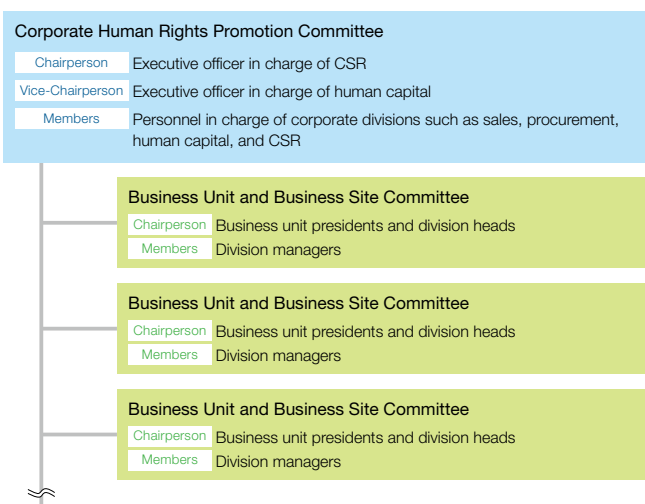 Corporate Human Rights Promotion Committee
Chairperson Executive officer in charge of CSR
Vice-Chairperson Executive officer in charge of human capital
Members Personnel in charge of corporate divisions such as sales, procurement,
human capital, and CSR
Business Unit and Business Site Committee
Chairperson Business unit presidents and division heads
Members Division managers
Business Unit and Business Site Committee
Chairperson Business unit presidents and division heads
Members Division managers
Business Unit and Business Site Committee
Chairperson Business unit presidents and division heads
Members Division managers